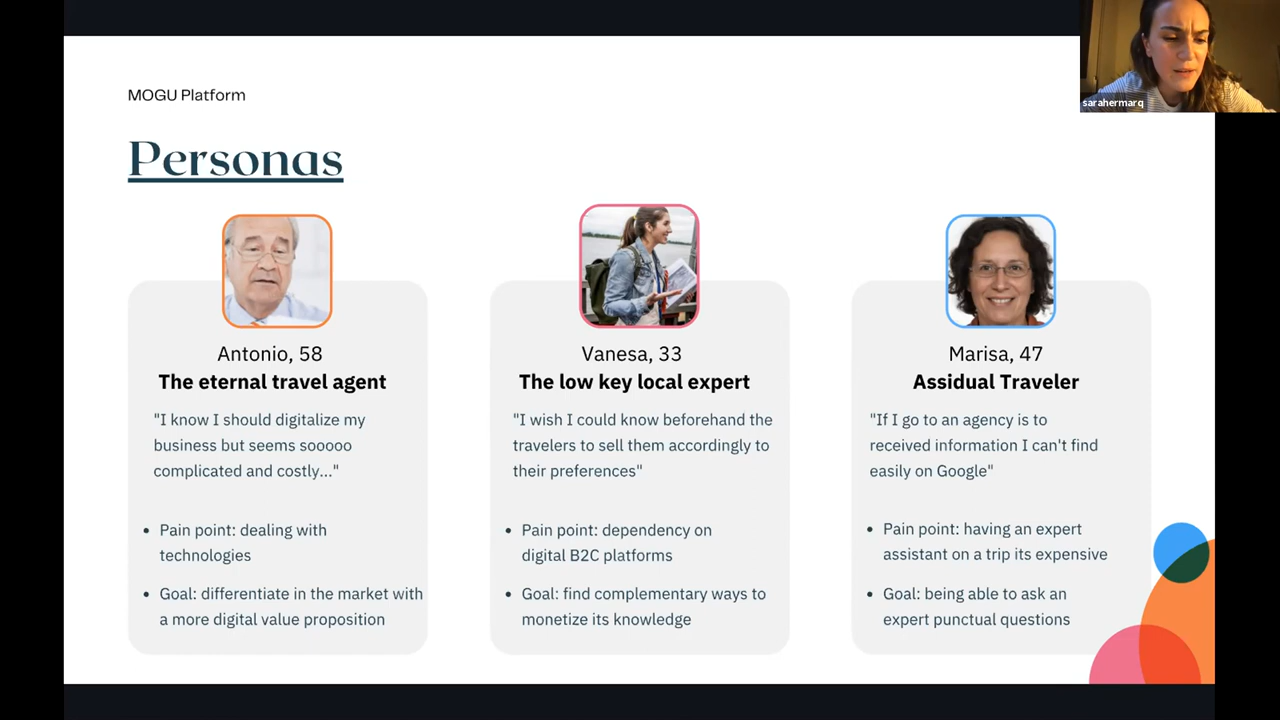 sarahermarq
MOGU Platform
Personas
Antonio, 58
The eternal travel agent
"I know I should digitalize my
business but seems sooooo
complicated and costly..."
• Pain point: dealing with
technologies
• Goal: differentiate in the market with
a more digital value proposition
Vanesa, 33
The low key local expert
"I wish I could know beforehand the
travelers to sell them accordingly to
their preferences"
• Pain point: dependency on
digital B2C platforms
• Goal: find complementary ways to
monetize its knowledge
Marisa, 47
Assidual Traveler
"If I go to an agency is to
received information I can't find
easily on Google"
• Pain point: having an expert
assistant on a trip its expensive
• Goal: being able to ask an
expert punctual questions